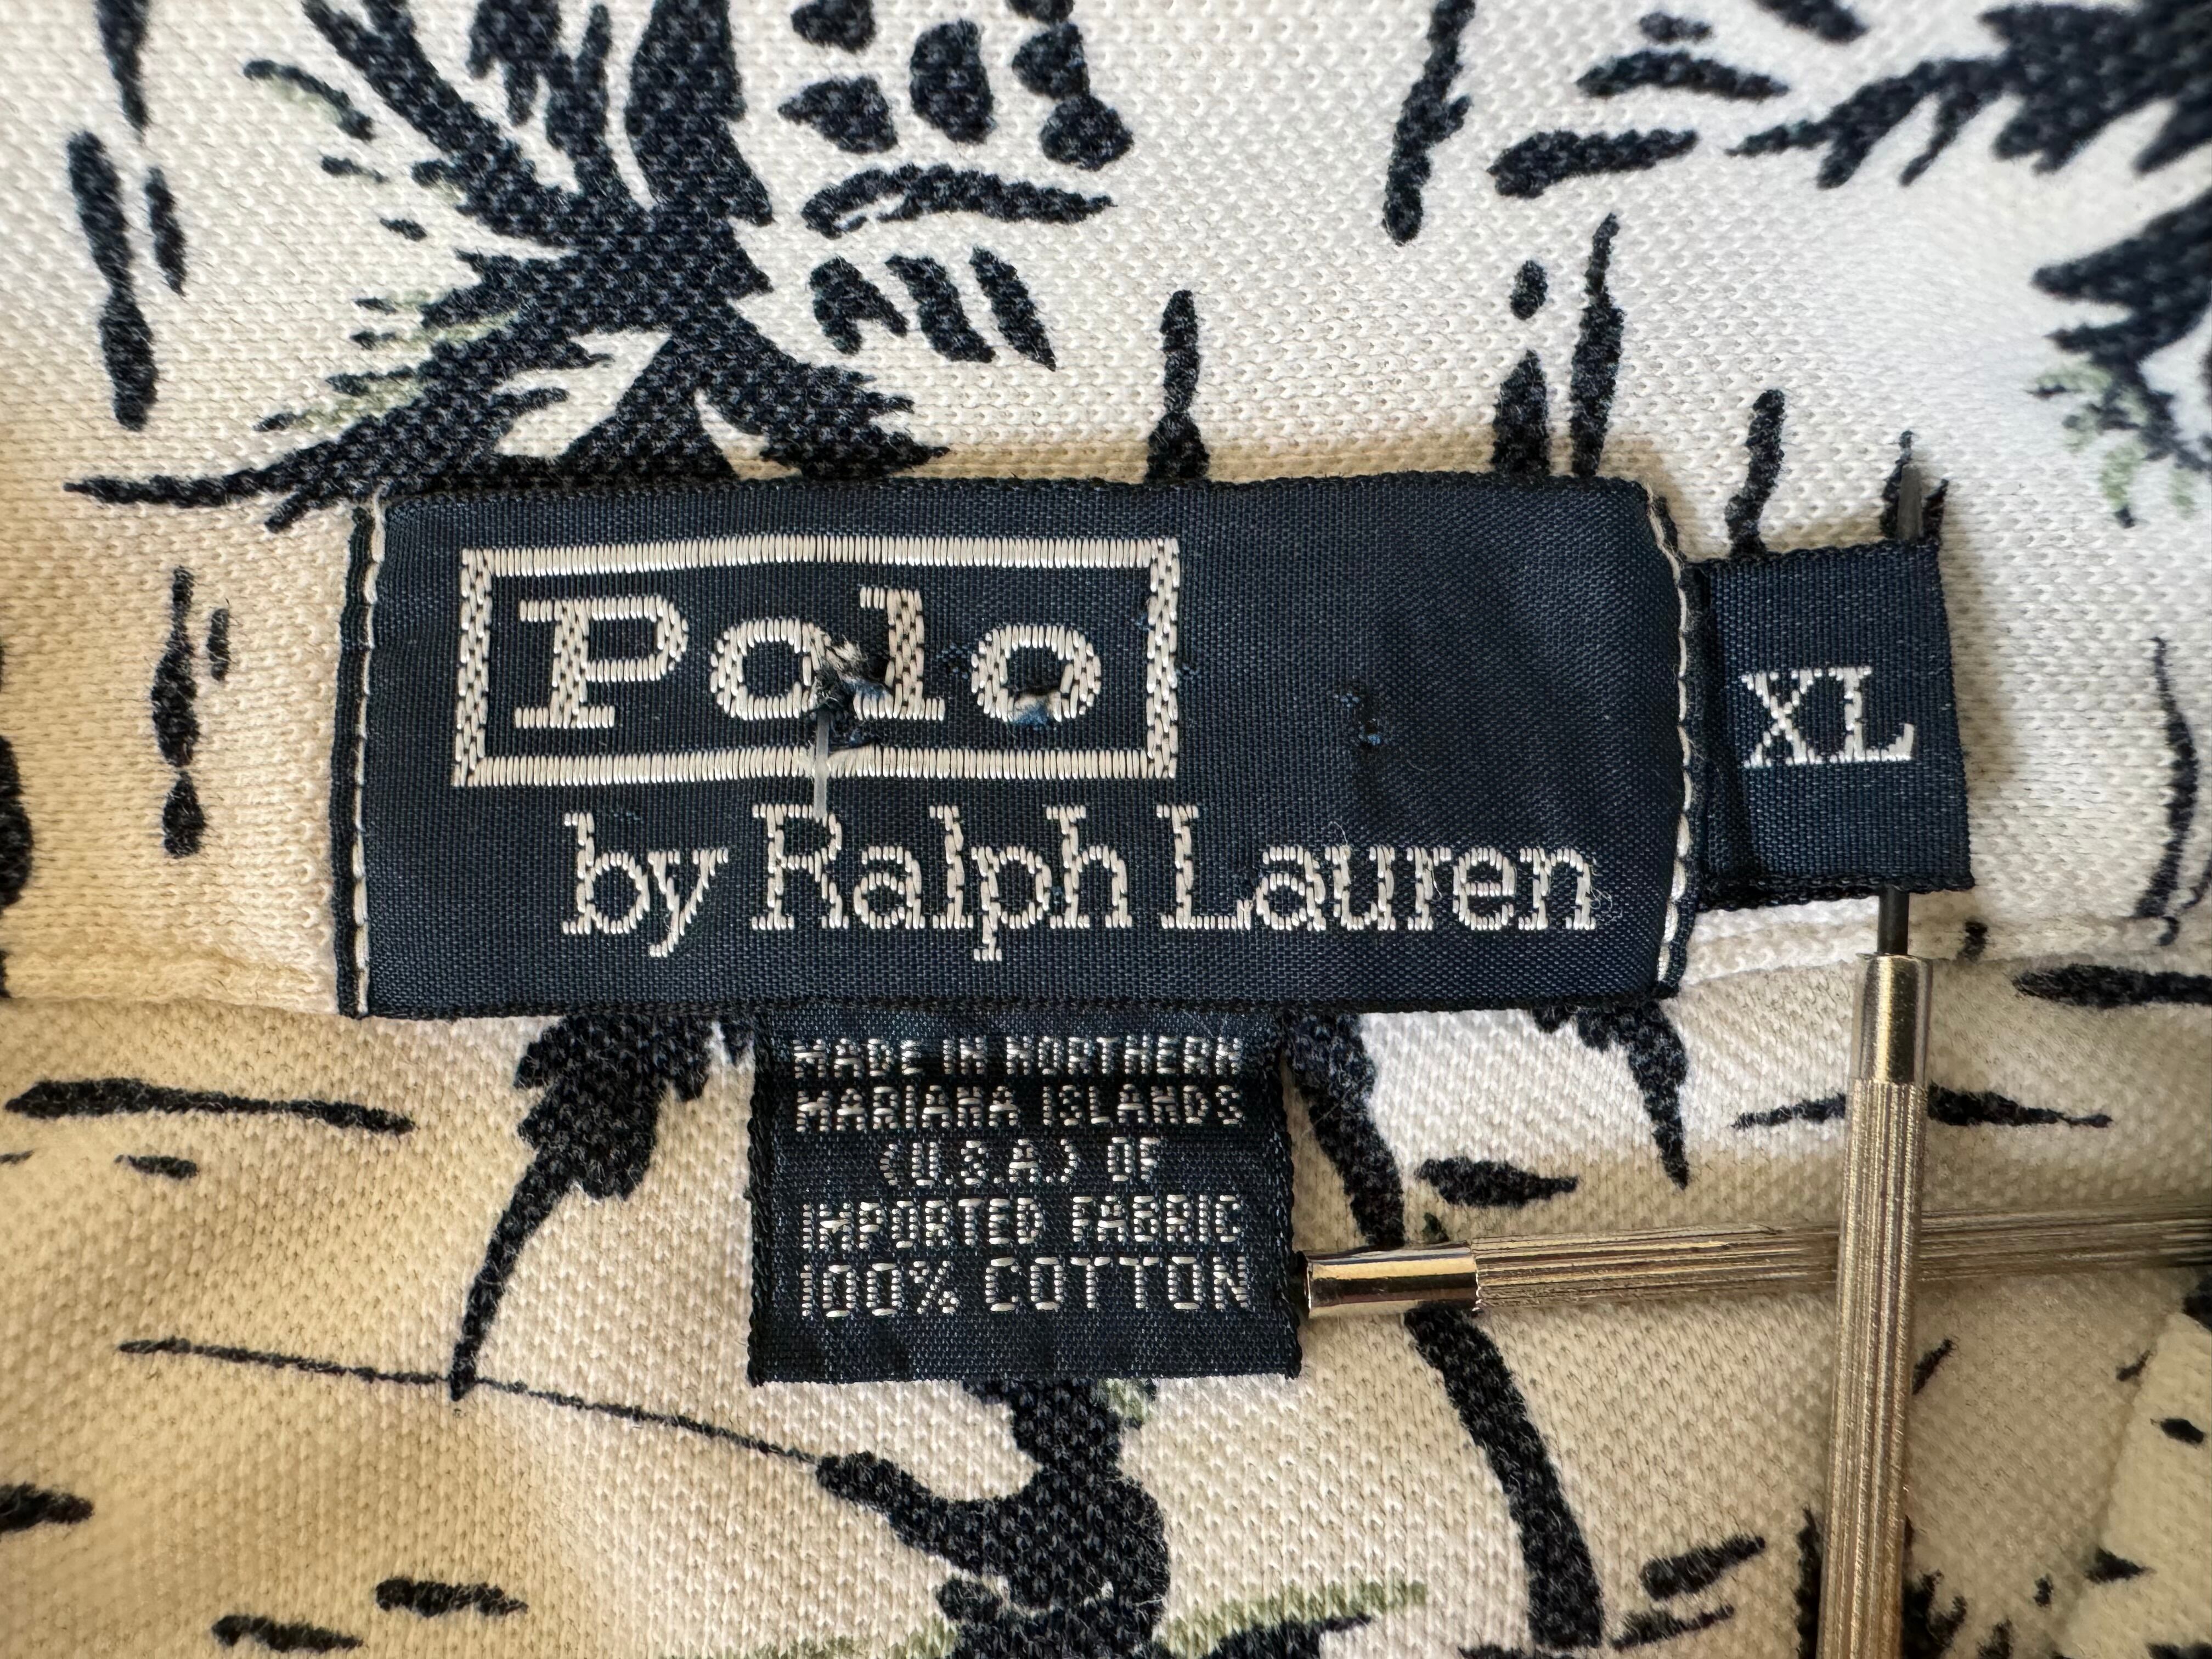 Polo
by Ralph Lauren
XL
MADE IN NORTHERN
MARIANA ISLANDS
(U.S.A.) OF
IMPORTED FABRIC
100% COTTON